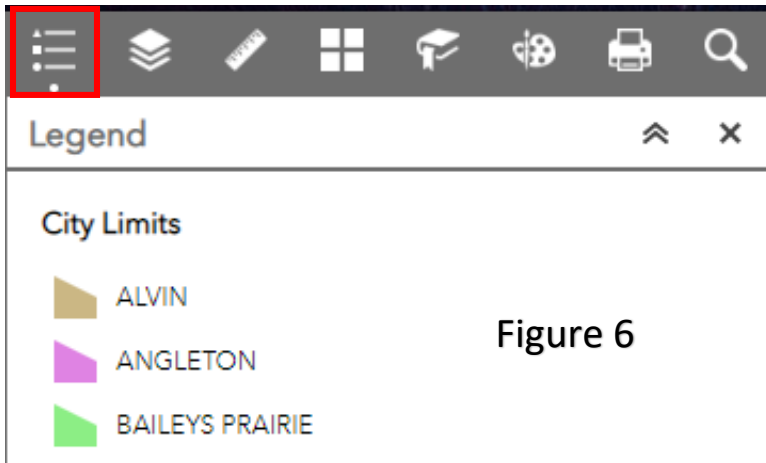 Legend
City Limits
ALVIN
ANGLETON
BAILEYS PRAIRIE
Figure 6